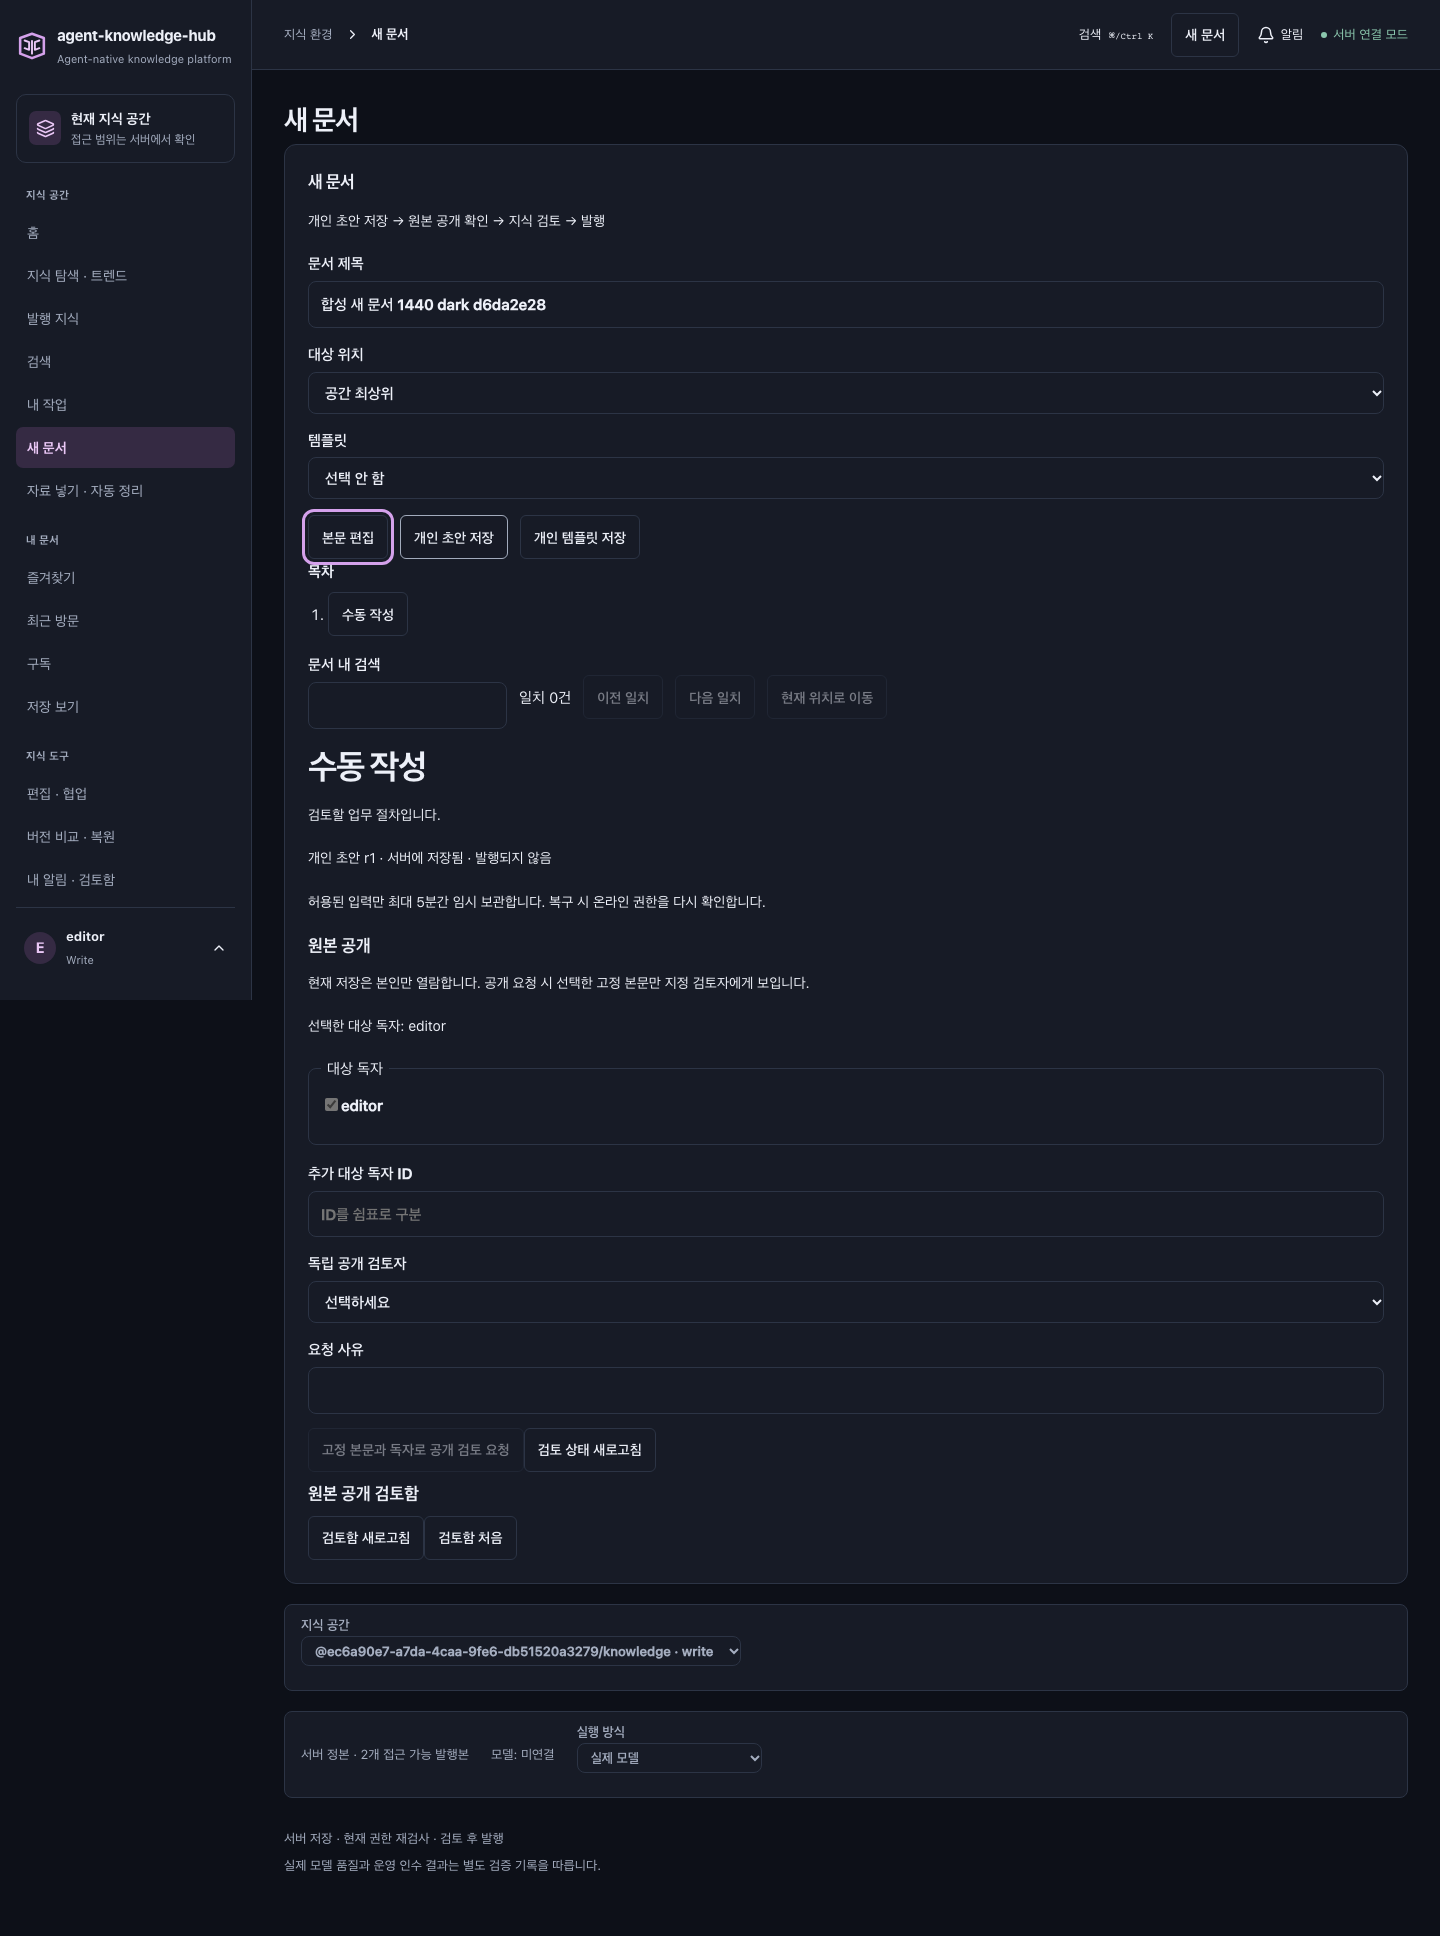 agent-knowledge-hub
Agent-native knowledge platform
현재 지식 공간
접근 범위는 서버에서 확인
지식 공간
홈
지식 탐색 · 트렌드
발행 지식
검색
내 작업
새 문서
자료 넣기 · 자동 정리
내 문서
즐겨찾기
최근 방문
구독
저장 보기
지식 도구
편집 · 협업
버전 비교 · 복원
내 알림 · 검토함
E
editor
Write
지식 환경 > 새 문서
검색 ⌘/Ctrl K
새 문서
알림
서버 연결 모드
새 문서
새 문서
개인 초안 저장 → 원본 공개 확인 → 지식 검토 → 발행
문서 제목
합성 새 문서 1440 dark d6da2e28
대상 위치
공간 최상위
템플릿
선택 안 함
본문 편집 개인 초안 저장 개인 템플릿 저장
목차
1. 수동 작성
문서 내 검색
일치 0건 이전 일치 다음 일치 현재 위치로 이동
수동 작성
검토할 업무 절차입니다.
개인 초안 r1 · 서버에 저장됨 · 발행되지 않음
허용된 입력만 최대 5분간 임시 보관합니다. 복구 시 온라인 권한을 다시 확인합니다.
원본 공개
현재 저장은 본인만 열람합니다. 공개 요청 시 선택한 고정 본문만 지정 검토자에게 보입니다.
선택한 대상 독자: editor
대상 독자
editor
추가 대상 독자 ID
ID를 쉼표로 구분
독립 공개 검토자
선택하세요
요청 사유
고정 본문과 독자로 공개 검토 요청 검토 상태 새로고침
원본 공개 검토함
검토함 새로고침 검토함 처음
지식 공간
@ec6a90e7-a7da-4caa-9fe6-db51520a3279/knowledge · write
실행 방식
서버 정본 · 2개 접근 가능 발행본 모델: 미연결 실제 모델
서버 저장 · 현재 권한 재검사 · 검토 후 발행
실제 모델 품질과 운영 인수 결과는 별도 검증 기록을 따릅니다.